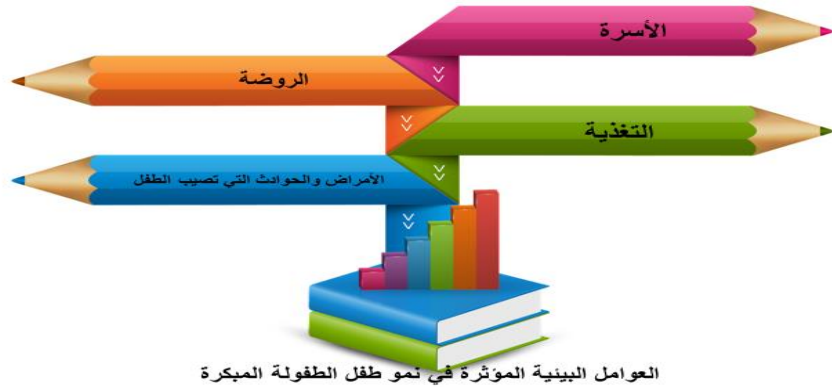 الأسرة
الروضة
التغذية
الأمراض والحوادث التي تصيب الطفل
العوامل البيئية المؤثرة في نمو طفل الطفولة المبكرة